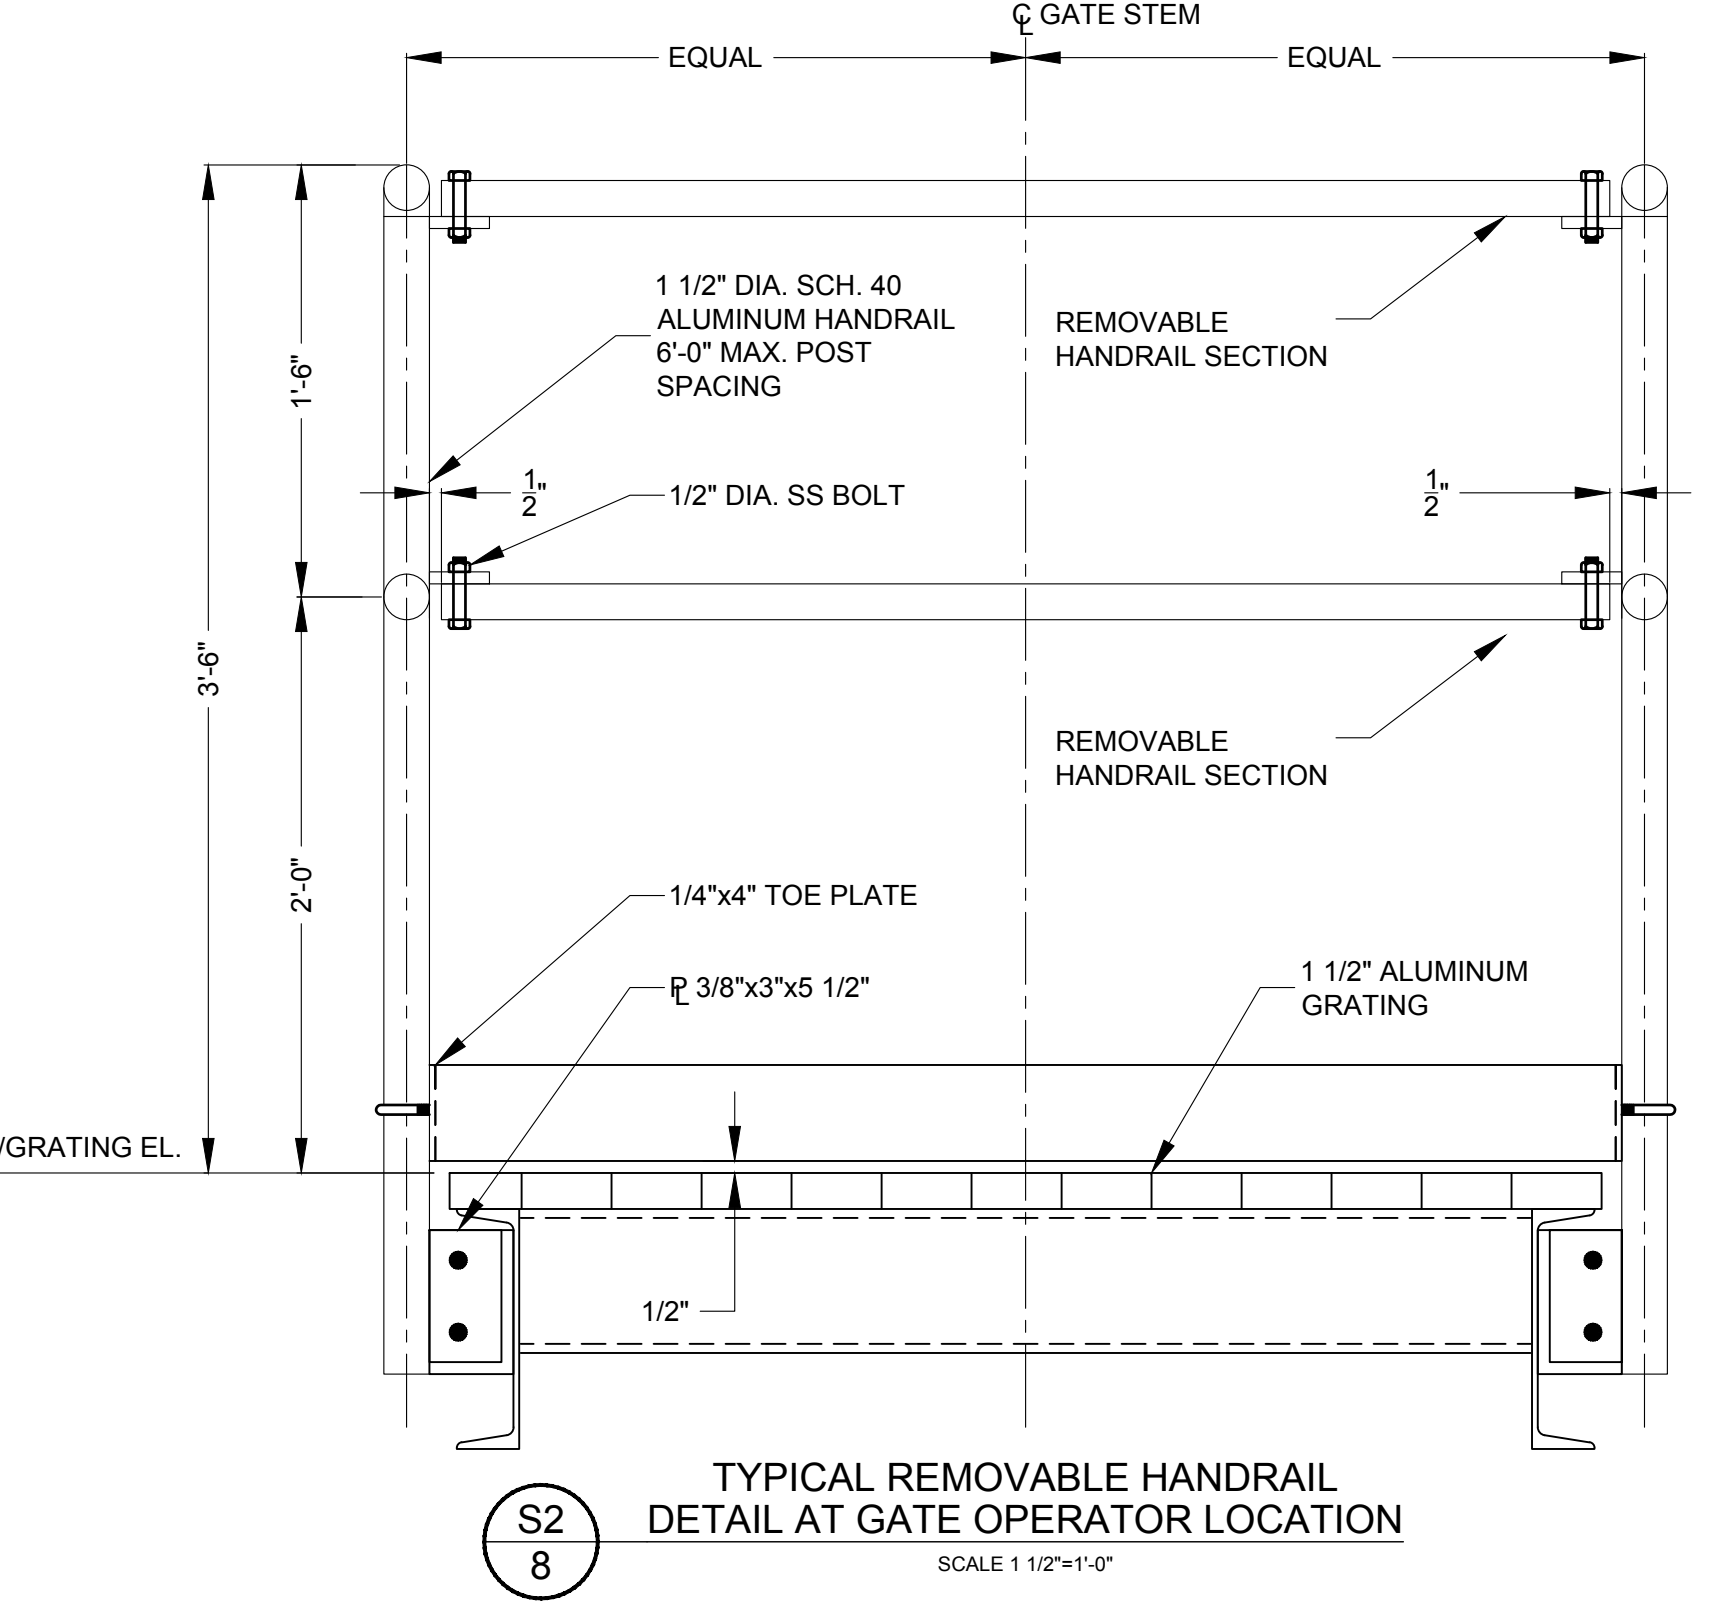 ℄ GATE STEM
EQUAL
EQUAL
1 1/2" DIA. SCH. 40
ALUMINUM HANDRAIL
6'-0" MAX. POST
SPACING
REMOVABLE
HANDRAIL SECTION
1'-6"
1/2"
1/2" DIA. SS BOLT
1/2"
3'-6"
REMOVABLE
HANDRAIL SECTION
2'-0"
1/4"x4" TOE PLATE
⅊ 3/8"x3"x5 1/2"
1 1/2" ALUMINUM
GRATING
/GRATING EL.
1/2"
TYPICAL REMOVABLE HANDRAIL
DETAIL AT GATE OPERATOR LOCATION
S2
8
SCALE 1 1/2"=1'-0"